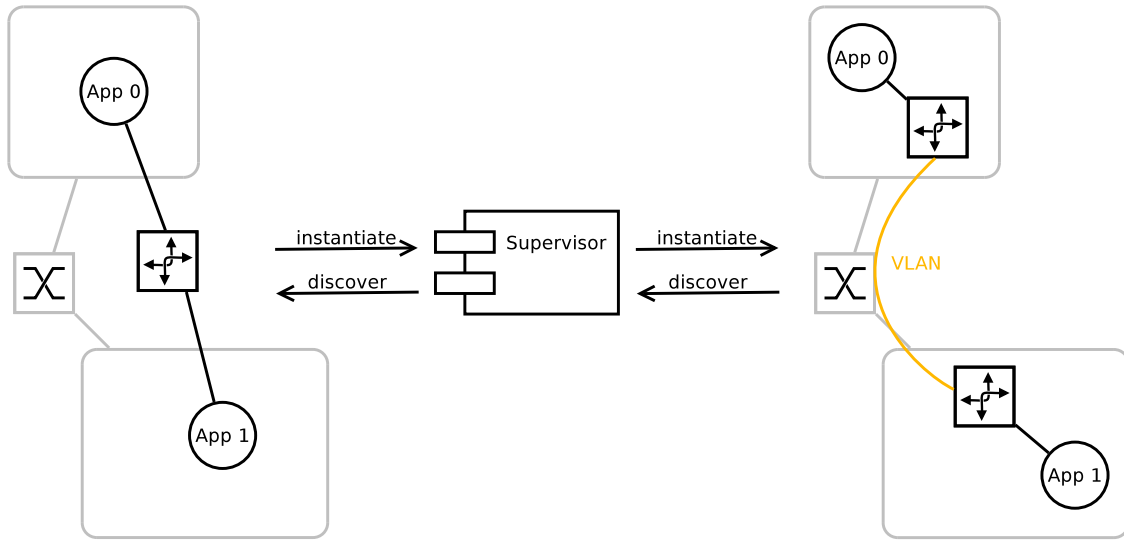 App 0
App 1
instantiate
discover
Supervisor
instantiate
discover
App 0
VLAN
App 1